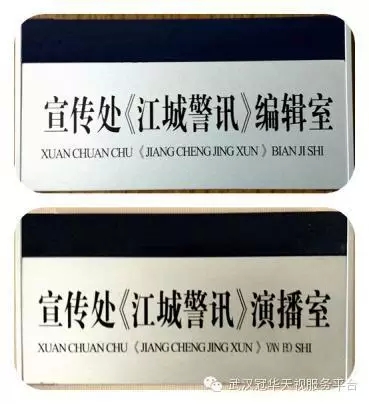 宣传处《江城警讯》编辑室
XUAN CHUAN CHU《JIANG CHENG JING XUN》BIAN JI SHI
宣传处《江城警讯》演播室
XUAN CHUAN CHU《JIANG CHENG JING XUN》YAN BO SHI
武汉冠华天视服务平台